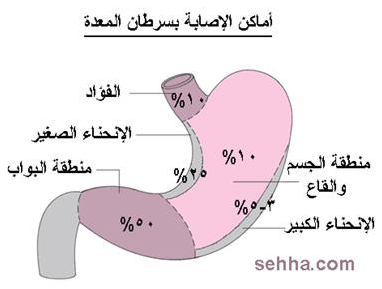 أماكن الإصابة بسرطان المعدة
الفؤاد
%١٠
الإنحناء الصغير
%٢٥
منطقة البواب
%٥٠
%١٠
منطقة الجسم
والقاع
%٥-٣
الإنحناء الكبير
sehha.com